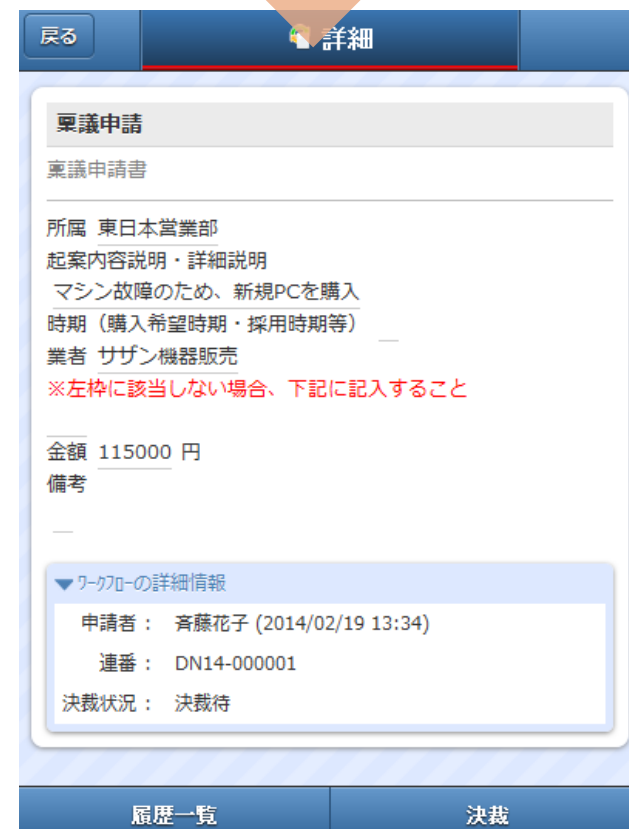 戻る
詳細
稟議申請
稟議申請書
所属 東日本営業部
起案内容説明・詳細説明
マシン故障のため、新規PCを購入
時期（購入希望時期・採用時期等）
業者 サザン機器販売
※左枠に該当しない場合、下記に記入すること
金額 115000 円
備考
▼ﾜｰｸﾌﾛｰの詳細情報
申請者： 斉藤花子 (2014/02/19 13:34)
連番： DN14-000001
決裁状況： 決裁待
履歴一覧 決裁